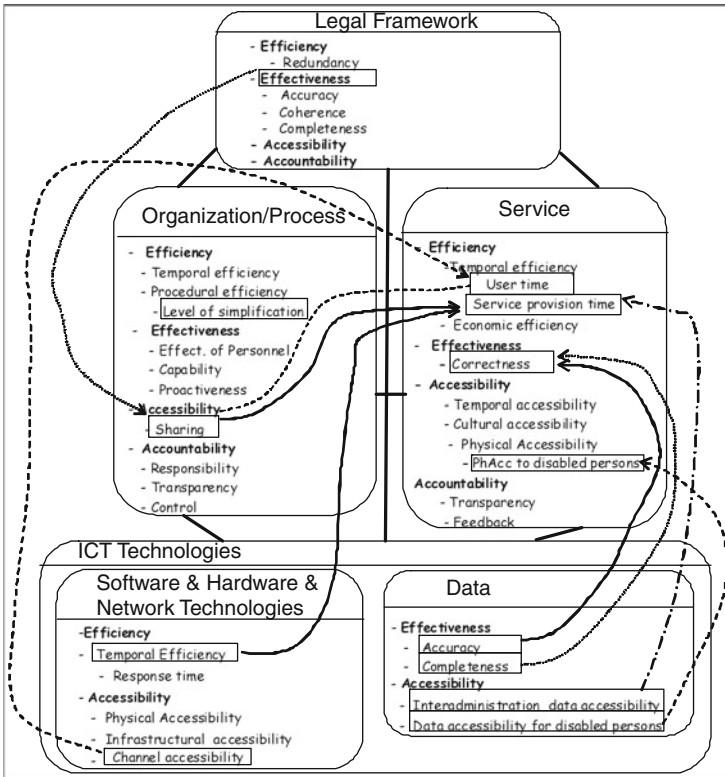 Legal Framework
- Efficiency
- Redundancy
- Effectiveness
- Accuracy
- Coherence
- Completeness
- Accessibility
- Accountability
Organization/Process
- Efficiency
- Temporal efficiency
- Procedural efficiency
- Level of simplification
- Effectiveness
- Effect. of Personnel
- Capability
- Proactiveness
ccessibility
- Sharing
- Accountability
- Responsibility
- Transparency
- Control
Service
- Efficiency
-Temporal efficiency
User time
Service provision time
- Economic efficiency
- Effectiveness
- Correctness
- Accessibility
- Temporal accessibility
- Cultural accessibility
- Physical Accessibility
- PhAcc to disabled persons
Accountability
- Transparency
- Feedback
ICT Technologies
Software & Hardware &
Network Technologies
-Efficiency
- Temporal Efficiency
- Response time
- Accessibility
- Physical Accessibility
- Infrastructural accessibility
- Channel accessibility
Data
- Effectiveness
- Accuracy
- Completeness
- Accessibility
- Interadministration data accessibility
- Data accessibility for disabled persons